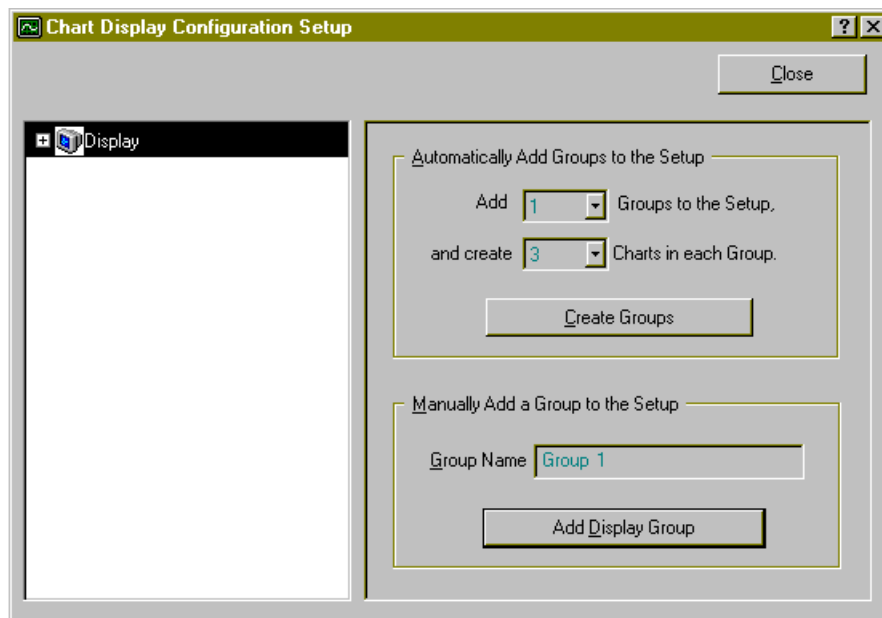 Chart Display Configuration Setup
Close
Display
Automatically Add Groups to the Setup
Add 1 Groups to the Setup,
and create 3 Charts in each Group.
Create Groups
Manually Add a Group to the Setup
Group Name Group 1
Add Display Group